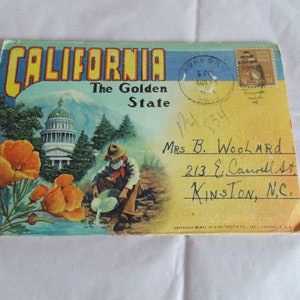 CALIFORNIA
The Golden
State
Mrs B. Woolard
213 E. Caswell St
Kinston, N.C.